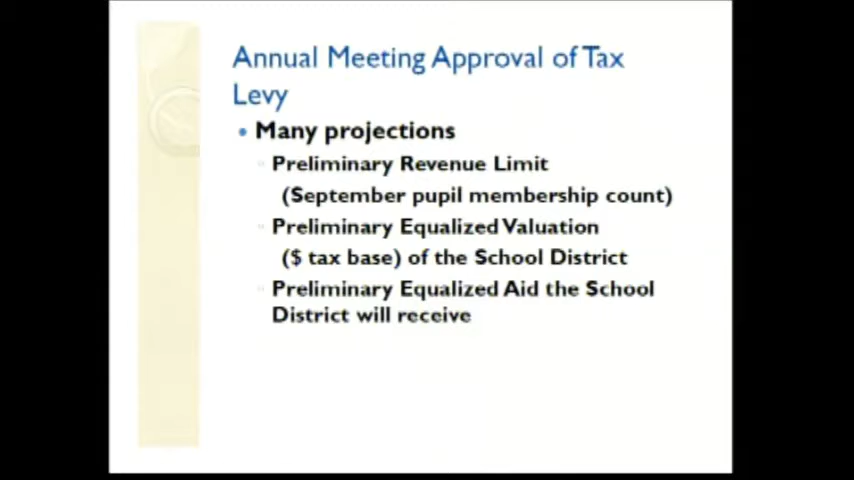 Annual Meeting Approval of Tax
Levy
• Many projections
▫ Preliminary Revenue Limit
(September pupil membership count)
▫ Preliminary Equalized Valuation
($ tax base) of the School District
▫ Preliminary Equalized Aid the School
District will receive